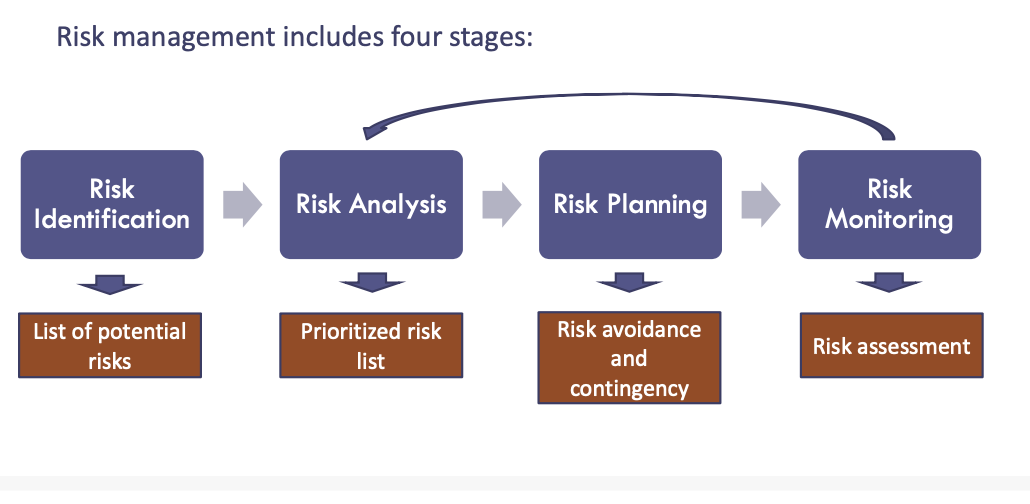 Risk management includes four stages:
Risk
Identification
Risk Analysis
Risk Planning
Risk
Monitoring
List of potential
risks
Prioritized risk
list
Risk avoidance
and
contingency
Risk assessment